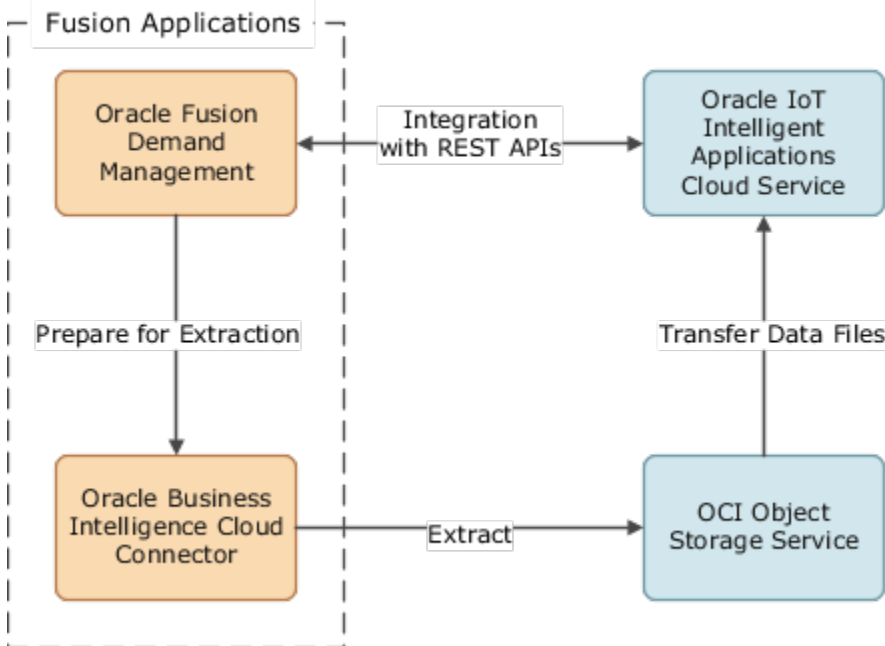 Fusion Applications
Oracle Fusion
Demand
Management
Integration
with REST APIs
Oracle IoT
Intelligent
Applications
Cloud Service
Prepare for Extraction
Transfer Data Files
Oracle Business
Intelligence Cloud
Connector
Extract
OCI Object
Storage Service